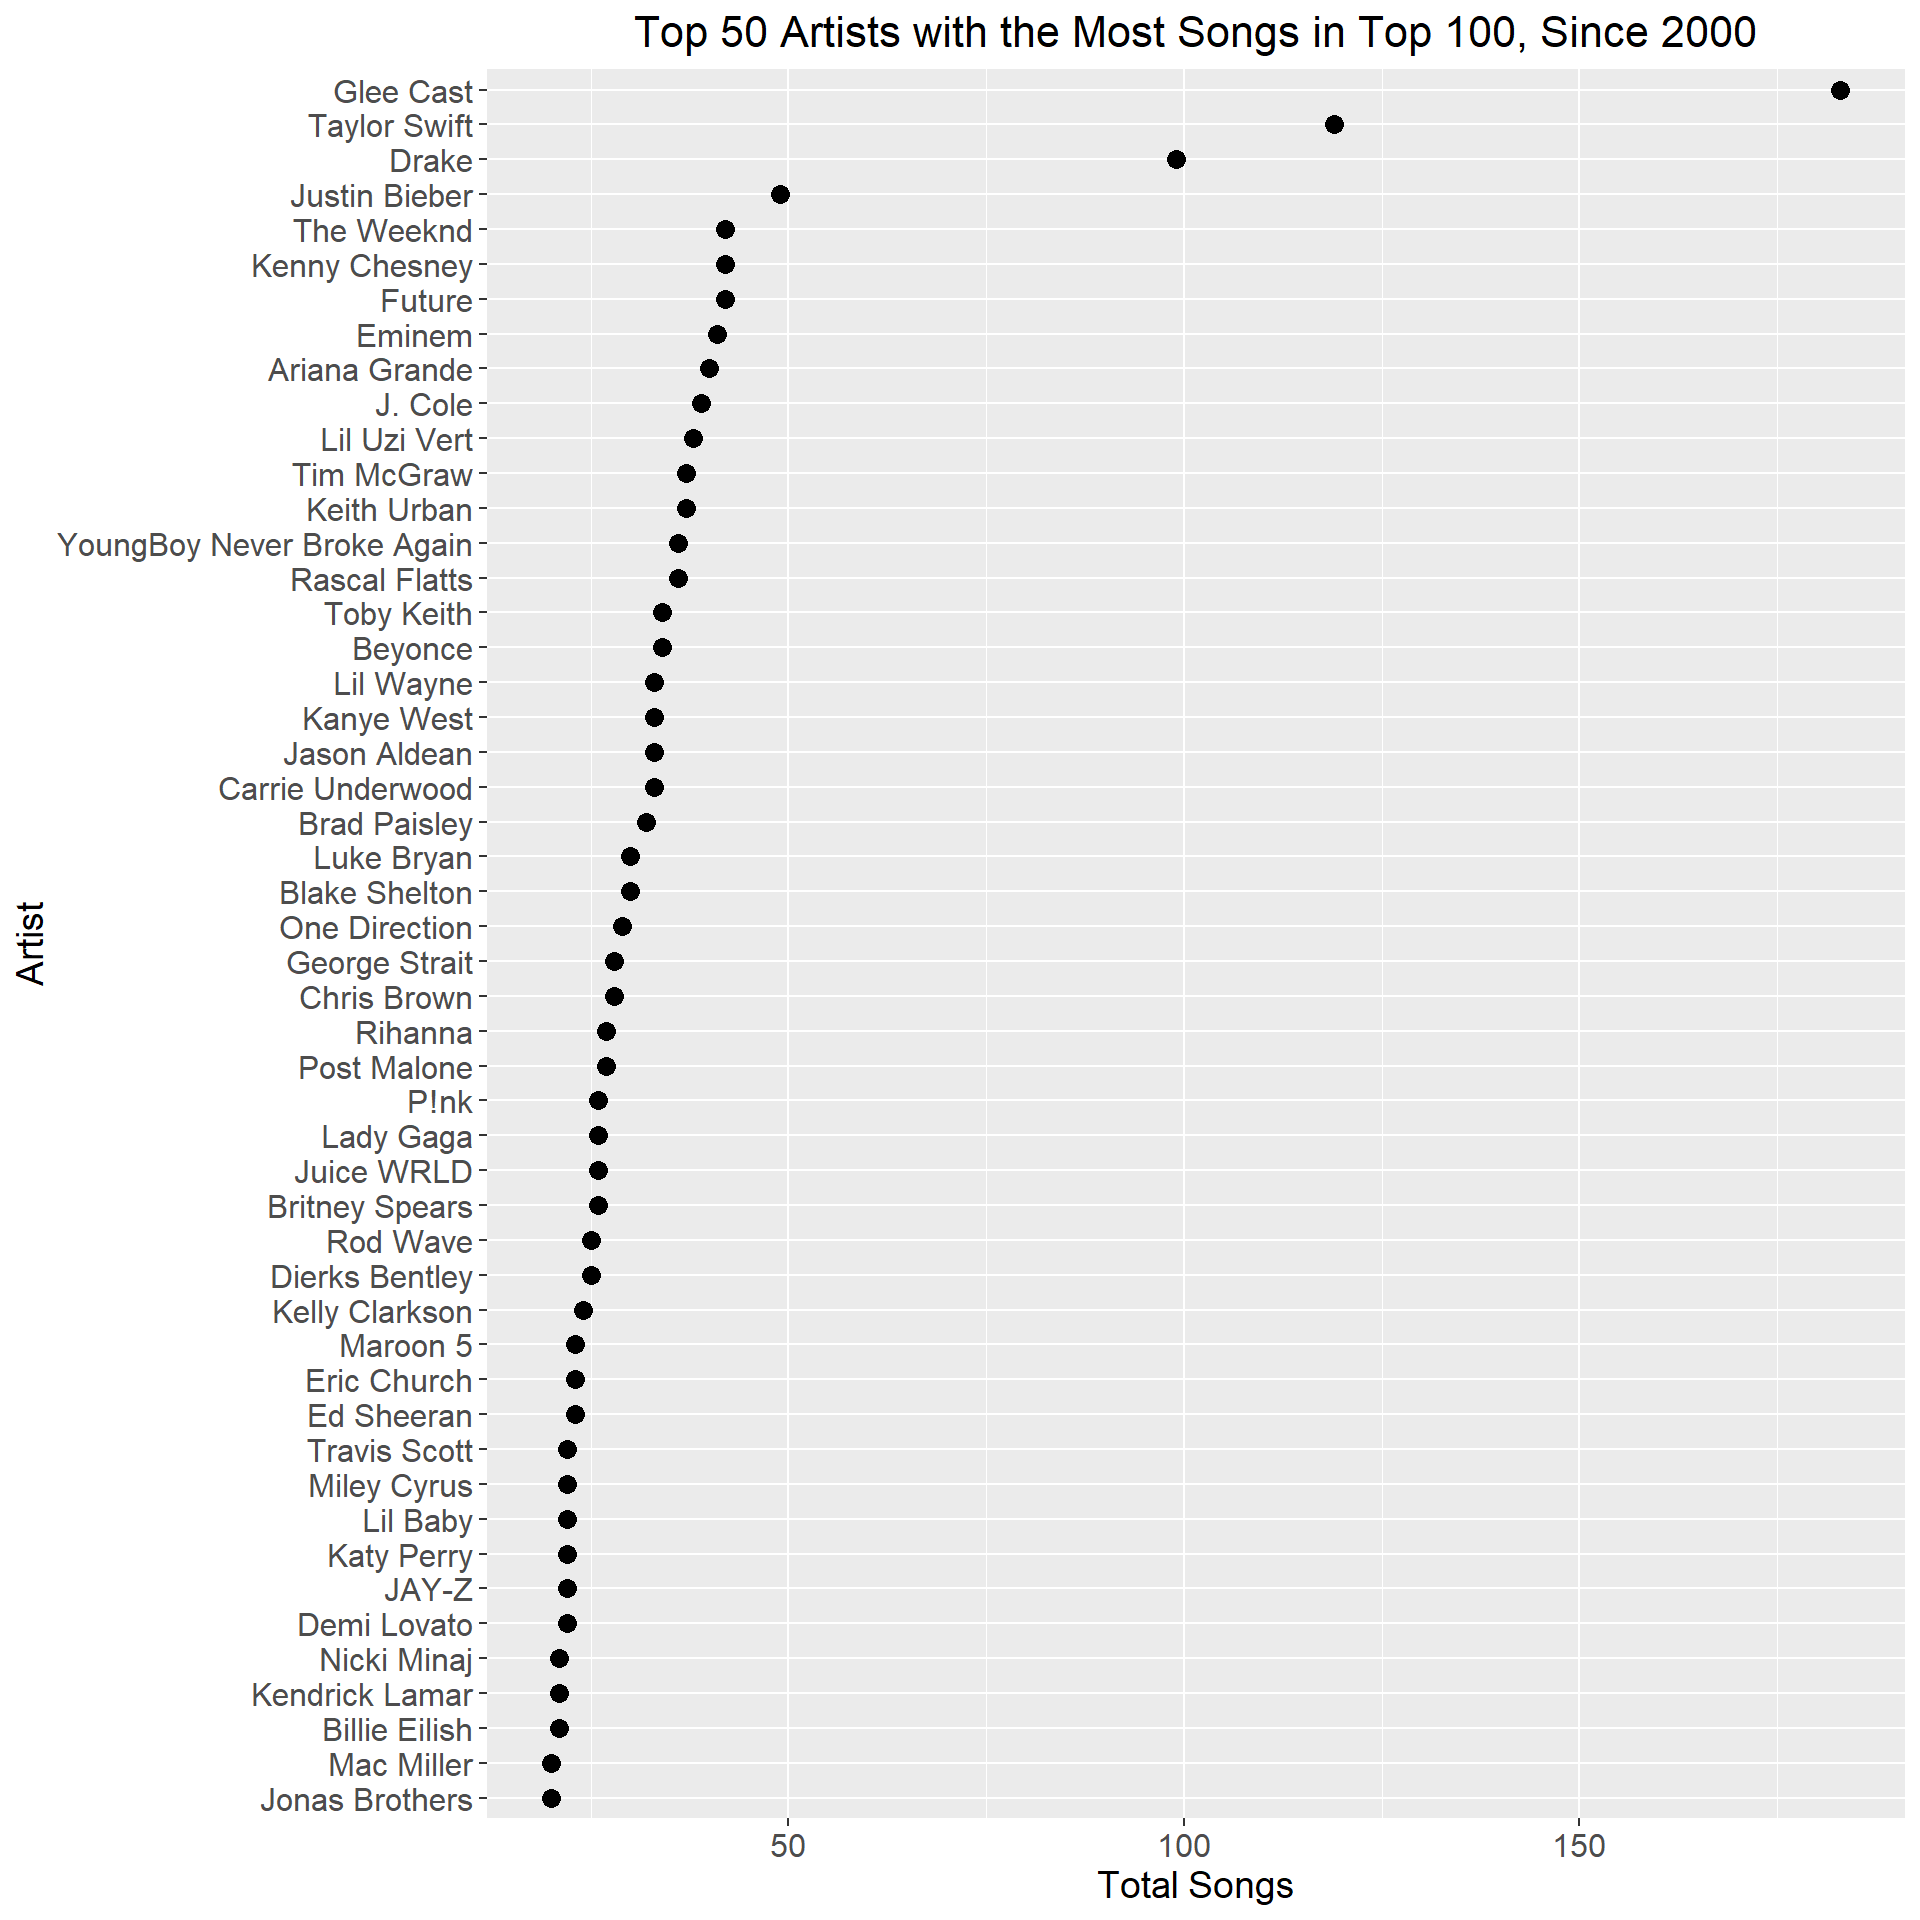 Top 50 Artists with the Most Songs in Top 100, Since 2000
Artist
Glee Cast
Taylor Swift
Drake
Justin Bieber
The Weeknd
Kenny Chesney
Future
Eminem
Ariana Grande
J. Cole
Lil Uzi Vert
Tim McGraw
Keith Urban
YoungBoy Never Broke Again
Rascal Flatts
Toby Keith
Beyonce
Lil Wayne
Kanye West
Jason Aldean
Carrie Underwood
Brad Paisley
Luke Bryan
Blake Shelton
One Direction
George Strait
Chris Brown
Rihanna
Post Malone
P!nk
Lady Gaga
Juice WRLD
Britney Spears
Rod Wave
Dierks Bentley
Kelly Clarkson
Maroon 5
Eric Church
Ed Sheeran
Travis Scott
Miley Cyrus
Lil Baby
Katy Perry
JAY-Z
Demi Lovato
Nicki Minaj
Kendrick Lamar
Billie Eilish
Mac Miller
Jonas Brothers
50 100 150
Total Songs